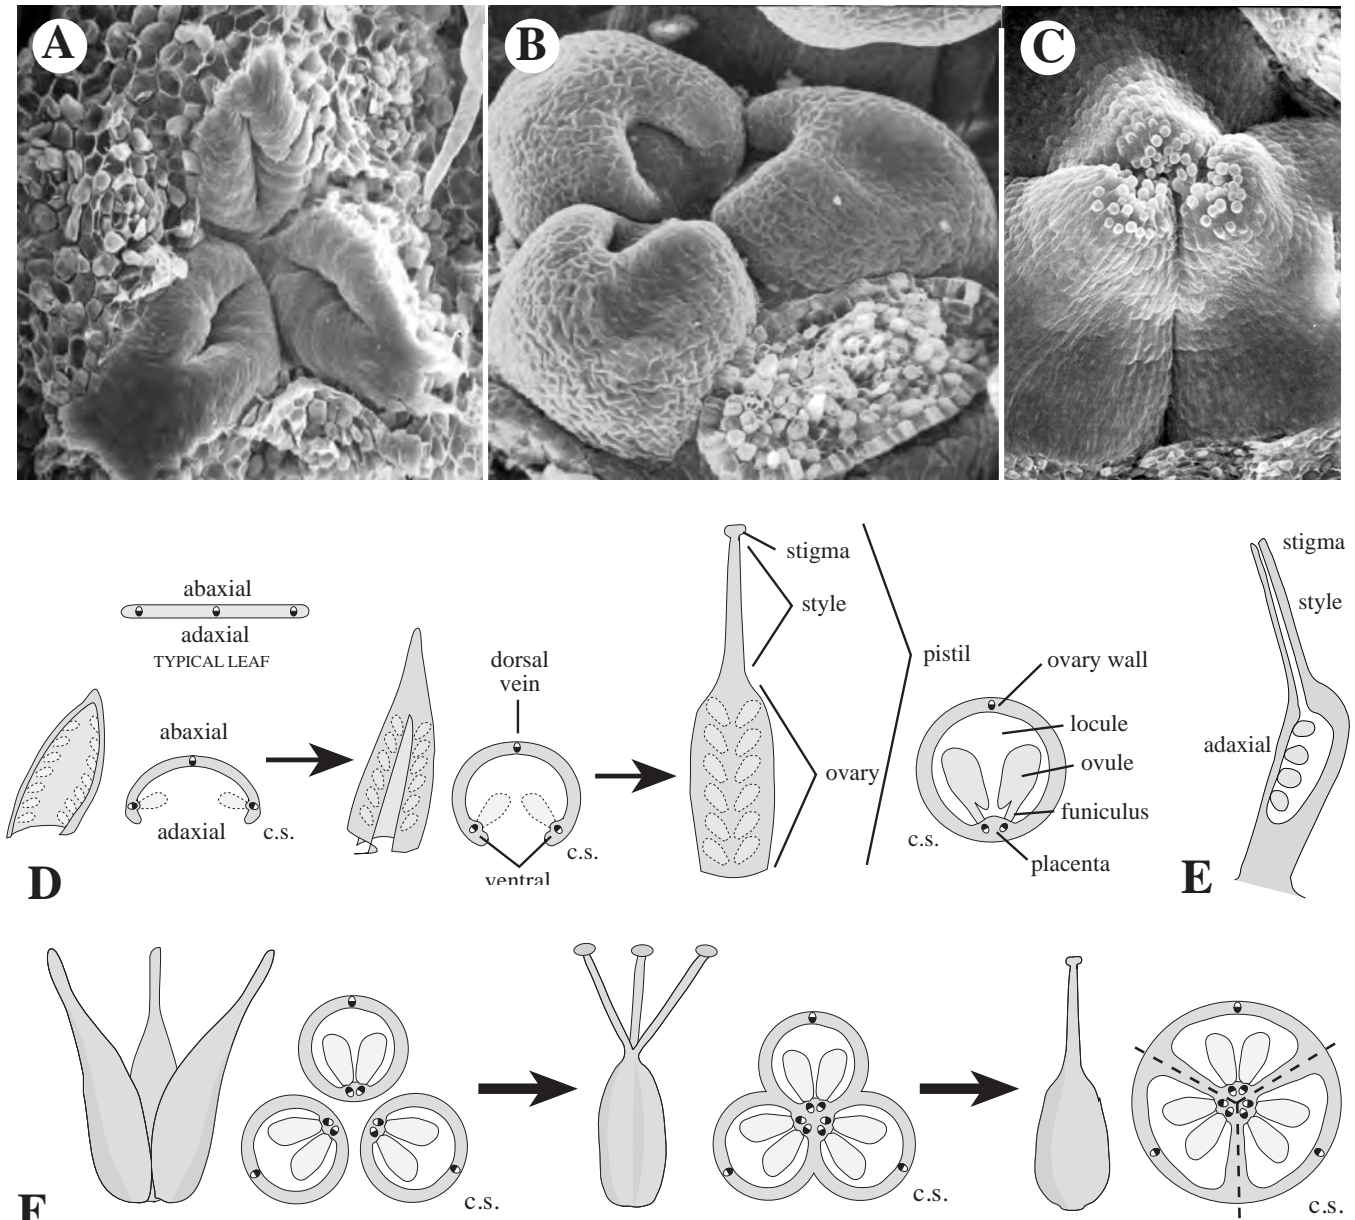 A
B
C
abaxial
adaxial
TYPICAL LEAF
abaxial
adaxial
c.s.
dorsal
vein
c.s.
ventral
stigma
style
ovary
pistil
ovary wall
locule
ovule
funiculus
placenta
c.s.
D
stigma
style
adaxial
E
c.s.
c.s.
c.s.
F